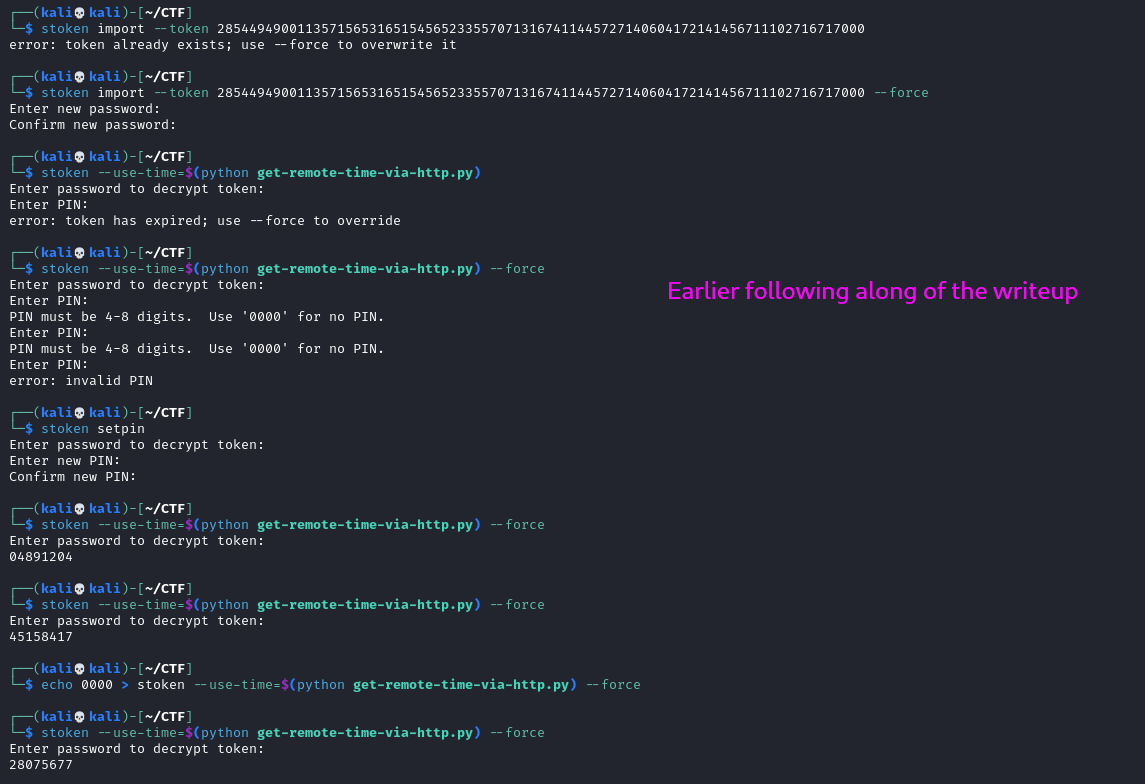 ┌──(kali💀kali)-[~/CTF]
└─$ stoken import --token 285449490011357156531651545652335570713167411445727140604172141456711102716717000
error: token already exists; use --force to overwrite it
┌──(kali💀kali)-[~/CTF]
└─$ stoken import --token 285449490011357156531651545652335570713167411445727140604172141456711102716717000 --force
Enter new password:
Confirm new password:
┌──(kali💀kali)-[~/CTF]
└─$ stoken --use-time=$(python get-remote-time-via-http.py)
Enter password to decrypt token:
Enter PIN:
error: token has expired; use --force to override
┌──(kali💀kali)-[~/CTF]
└─$ stoken --use-time=$(python get-remote-time-via-http.py) --force
Enter password to decrypt token:
Earlier following along of the writeup
Enter PIN:
PIN must be 4-8 digits.  Use '0000' for no PIN.
Enter PIN:
PIN must be 4-8 digits.  Use '0000' for no PIN.
Enter PIN:
error: invalid PIN
┌──(kali💀kali)-[~/CTF]
└─$ stoken setpin
Enter password to decrypt token:
Enter new PIN:
Confirm new PIN:
┌──(kali💀kali)-[~/CTF]
└─$ stoken --use-time=$(python get-remote-time-via-http.py) --force
Enter password to decrypt token:
04891204
┌──(kali💀kali)-[~/CTF]
└─$ stoken --use-time=$(python get-remote-time-via-http.py) --force
Enter password to decrypt token:
45158417
┌──(kali💀kali)-[~/CTF]
└─$ echo 0000 > stoken --use-time=$(python get-remote-time-via-http.py) --force
┌──(kali💀kali)-[~/CTF]
└─$ stoken --use-time=$(python get-remote-time-via-http.py) --force
Enter password to decrypt token:
28075677